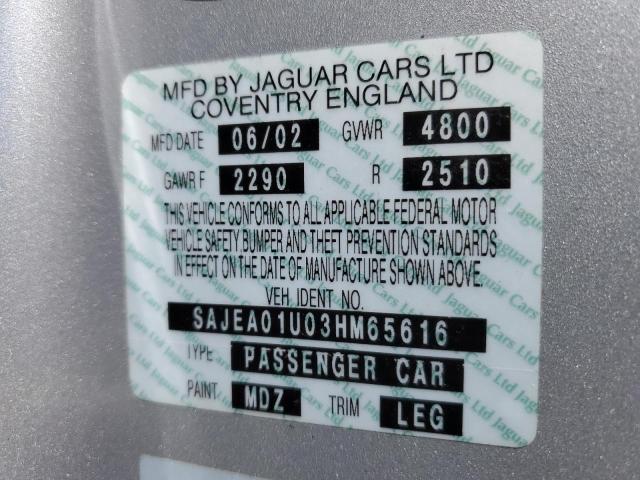 MFD BY JAGUAR CARS LTD
COVENTRY ENGLAND
MFD DATE 06/02 GVWR 4800
GAWR F 2290 R 2510
THIS VEHICLE CONFORMS TO ALL APPLICABLE FEDERAL MOTOR
VEHICLE SAFETY, BUMPER AND THEFT PREVENTION STANDARDS
IN EFFECT ON THE DATE OF MANUFACTURE SHOWN ABOVE.
VEH. IDENT NO.
SAJEA01U03HM65616
TYPE PASSENGER CAR
PAINT MDZ TRIM LEG